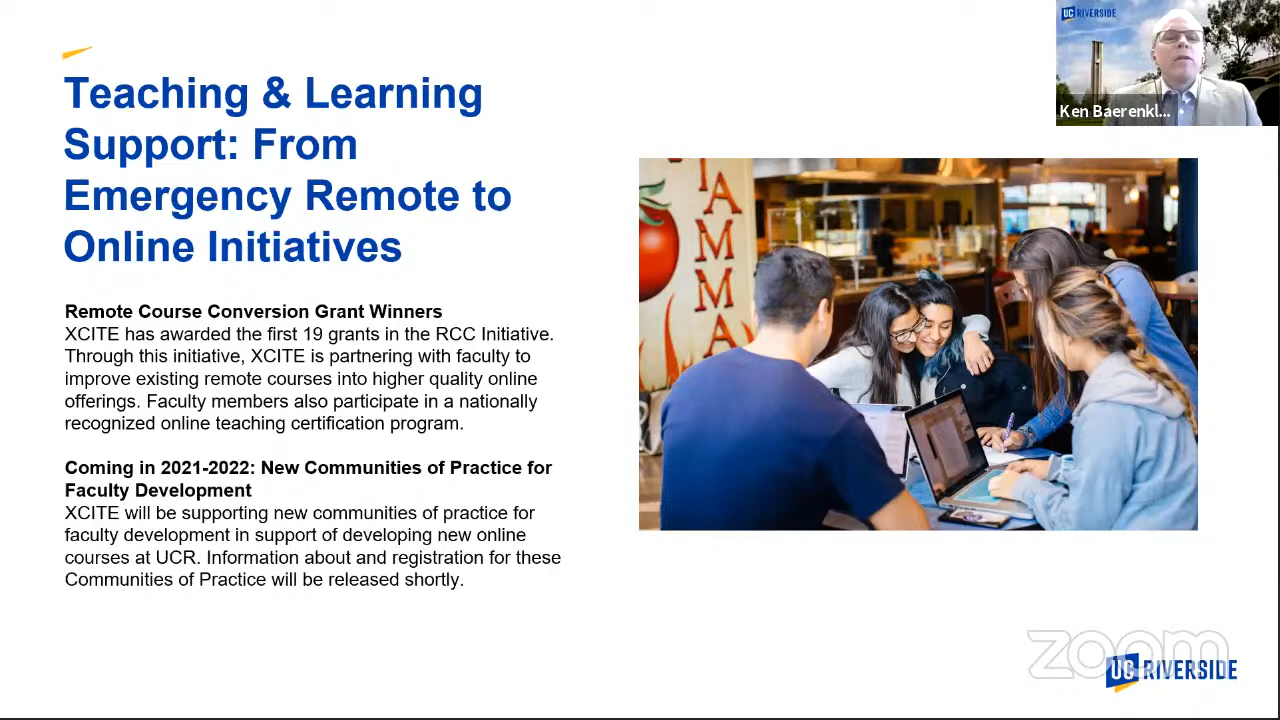 Teaching & Learning
Support: From
Emergency Remote to
Online Initiatives
Remote Course Conversion Grant Winners
XCITE has awarded the first 19 grants in the RCC Initiative.
Through this initiative, XCITE is partnering with faculty to
improve existing remote courses into higher quality online
offerings. Faculty members also participate in a nationally
recognized online teaching certification program.
Coming in 2021-2022: New Communities of Practice for
Faculty Development
XCITE will be supporting new communities of practice for
faculty development in support of developing new online
courses at UCR. Information about and registration for these
Communities of Practice will be released shortly.
UC RIVERSIDE
Ken Baerenkl...
zoom
UC RIVERSIDE